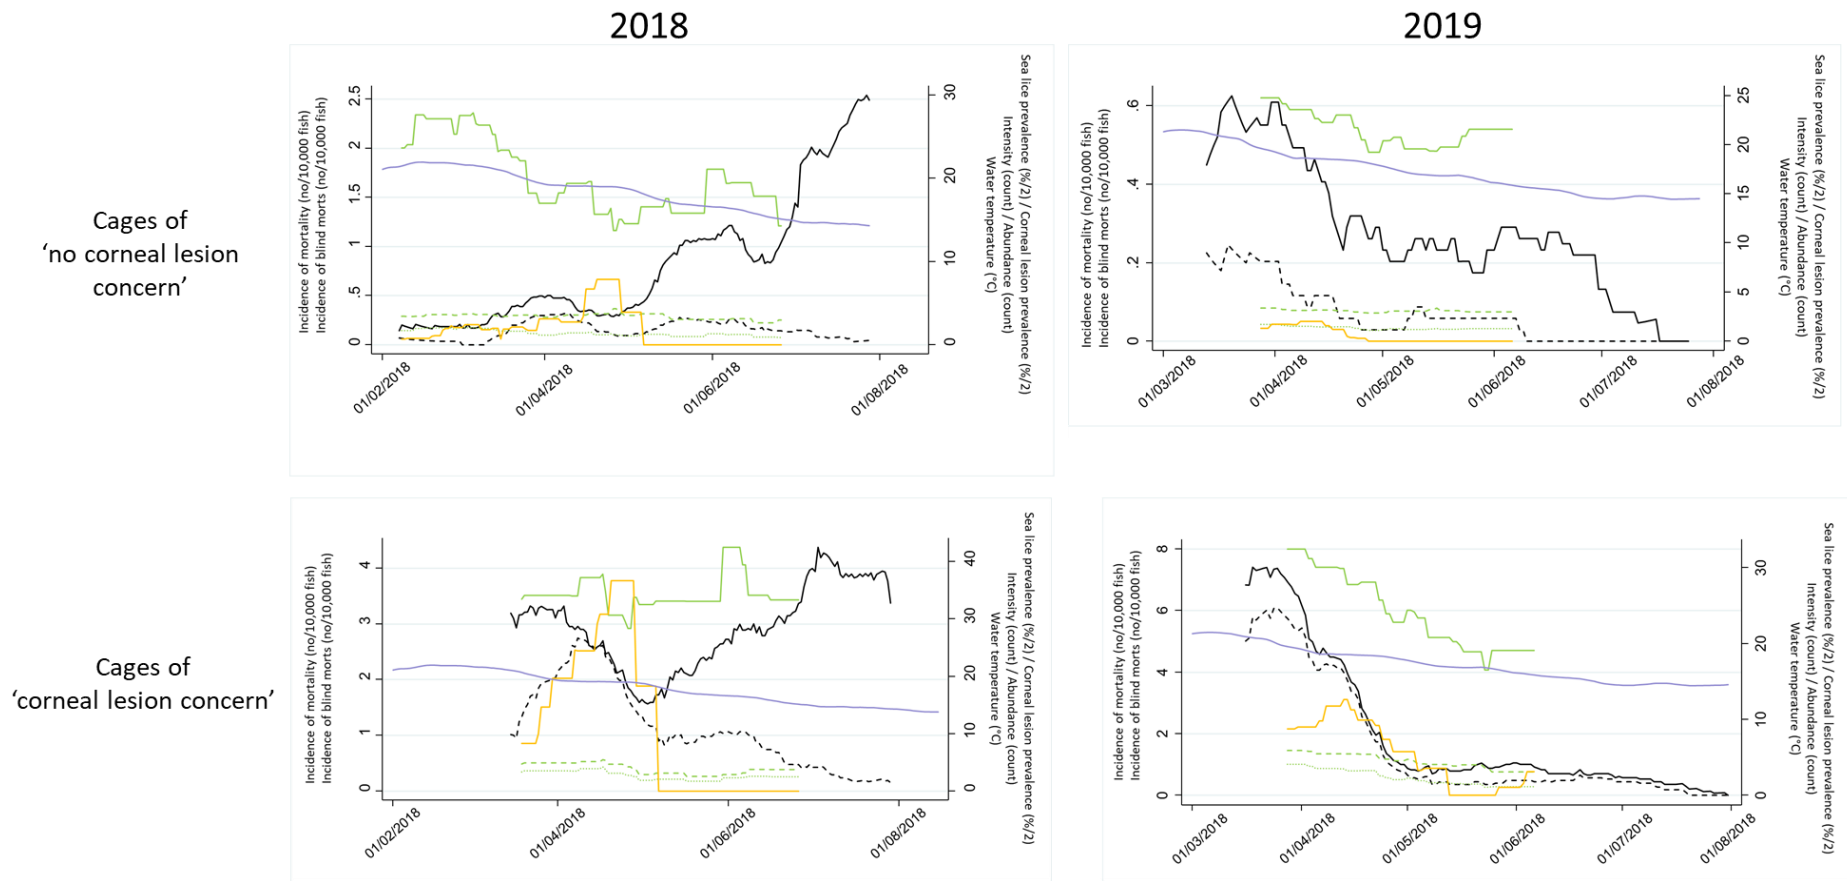 2018
2019
Cages of
‘no corneal lesion
concern’
Incidence of mortality (no/10,000 fish)
Incidence of blind morts (no/10,000 fish)
2.5
2
1.5
1
.5
0
30
20
10
0
Sea lice prevalence (%/2) / Corneal lesion prevalence (%/2)
Intensity (count) / Abundance (count)
Water temperature (°C)
01/02/2018
01/04/2018
01/06/2018
01/08/2018
Incidence of mortality (no/10,000 fish)
Incidence of blind morts (no/10,000 fish)
.6
.4
.2
0
25
20
15
10
5
0
Sea lice prevalence (%/2) / Corneal lesion prevalence (%/2)
Intensity (count) / Abundance (count)
Water temperature (°C)
01/03/2018
01/04/2018
01/05/2018
01/06/2018
01/07/2018
01/08/2018
Cages of
‘corneal lesion concern’
Incidence of mortality (no/10,000 fish)
Incidence of blind morts (no/10,000 fish)
4
3
2
1
0
40
30
20
10
0
Sea lice prevalence (%/2) / Corneal lesion prevalence (%/2)
Intensity (count) / Abundance (count)
Water temperature (°C)
01/02/2018
01/04/2018
01/06/2018
01/08/2018
Incidence of mortality (no/10,000 fish)
Incidence of blind morts (no/10,000 fish)
8
6
4
2
0
30
20
10
0
Sea lice prevalence (%/2) / Corneal lesion prevalence (%/2)
Intensity (count) / Abundance (count)
Water temperature (°C)
01/03/2018
01/04/2018
01/05/2018
01/06/2018
01/07/2018
01/08/2018